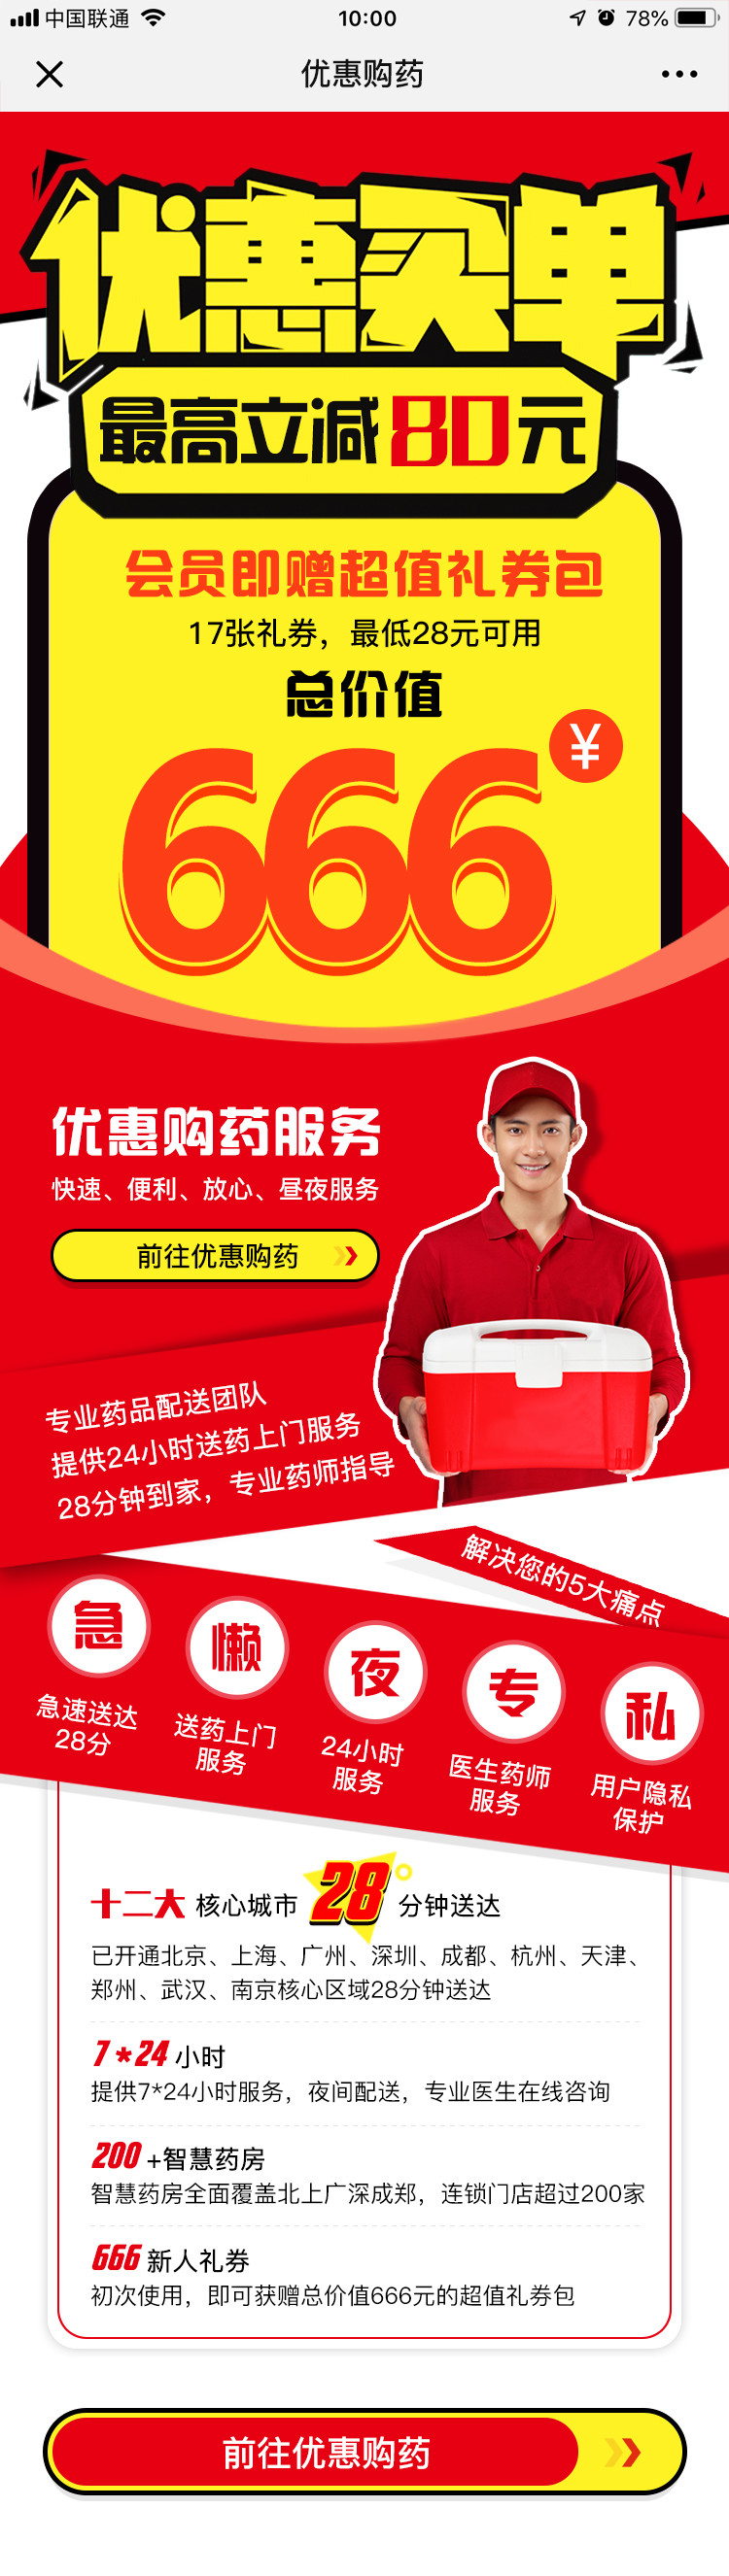 中国联通
10:00
78%
优惠购药
优惠买单
最高立减80元
会员即赠超值礼券包
17张礼券，最低28元可用
总价值
¥
666
优惠购药服务
快速、便利、放心、昼夜服务
前往优惠购药
专业药品配送团队
提供24小时送药上门服务
28分钟到家，专业药师指导
解决您的5大痛点
急
急速送达
28分
懒
送药上门
服务
夜
24小时
服务
专
医生药师
服务
私
用户隐私
保护
十二大 核心城市 28 分钟送达
已开通北京、上海、广州、深圳、成都、杭州、天津、
郑州、武汉、南京核心区域28分钟送达
7*24 小时
提供7*24小时服务，夜间配送，专业医生在线咨询
200 +智慧药房
智慧药房全面覆盖北上广深成郑，连锁门店超过200家
666 新人礼券
初次使用，即可获赠总价值666元的超值礼券包
前往优惠购药